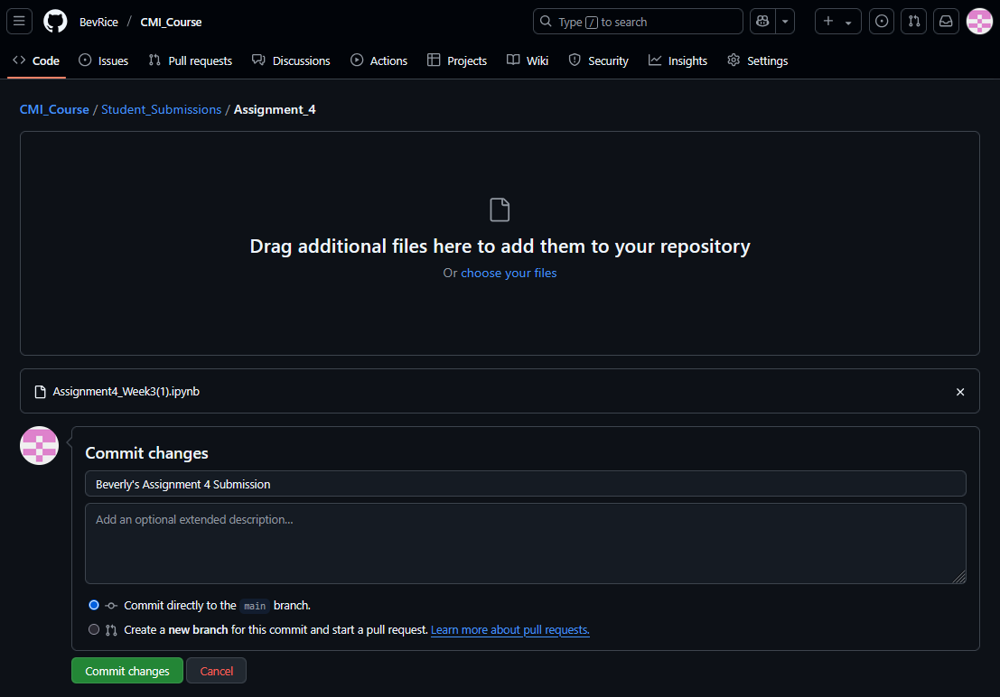 BevRice / CMI_Course Type / to search
Code Issues Pull requests Discussions Actions Projects Wiki Security Insights Settings
CMI_Course / Student_Submissions / Assignment_4
Drag additional files here to add them to your repository
Or choose your files
Assignment4_Week3(1).ipynb
Commit changes
Beverly's Assignment 4 Submission
Add an optional extended description...
Commit directly to the main branch.
Create a new branch for this commit and start a pull request. Learn more about pull requests.
Commit changes Cancel